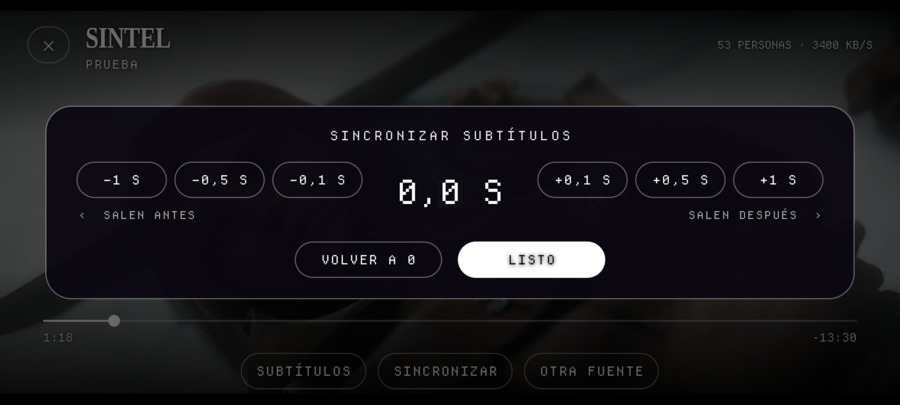 SINTEL
PRUEBA
53 PERSONAS · 3400 KB/S
SINCRONIZAR SUBTÍTULOS
−1 S
−0,5 S
−0,1 S
0,0 S
+0,1 S
+0,5 S
+1 S
‹ SALEN ANTES
SALEN DESPUÉS ›
VOLVER A 0
LISTO
1:18
-13:30
SUBTÍTULOS
SINCRONIZAR
OTRA FUENTE